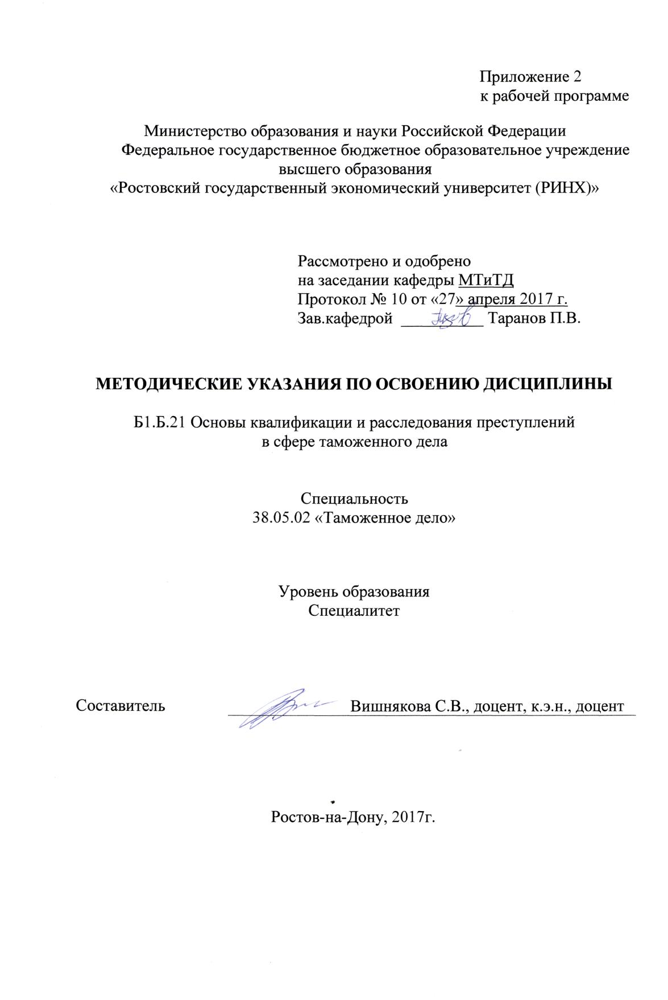 Приложение 2
к рабочей программе
Министерство образования и науки Российской Федерации
Федеральное государственное бюджетное образовательное учреждение
высшего образования
«Ростовский государственный экономический университет (РИНХ)»
Рассмотрено и одобрено
на заседании кафедры МТиТД
Протокол № 10 от «27» апреля 2017 г.
Зав.кафедрой __________ Таранов П.В.
МЕТОДИЧЕСКИЕ УКАЗАНИЯ ПО ОСВОЕНИЮ ДИСЦИПЛИНЫ
Б1.Б.21 Основы квалификации и расследования преступлений
в сфере таможенного дела
Специальность
38.05.02 «Таможенное дело»
Уровень образования
Специалитет
Составитель Вишнякова С.В., доцент, к.э.н., доцент
Ростов-на-Дону, 2017г.